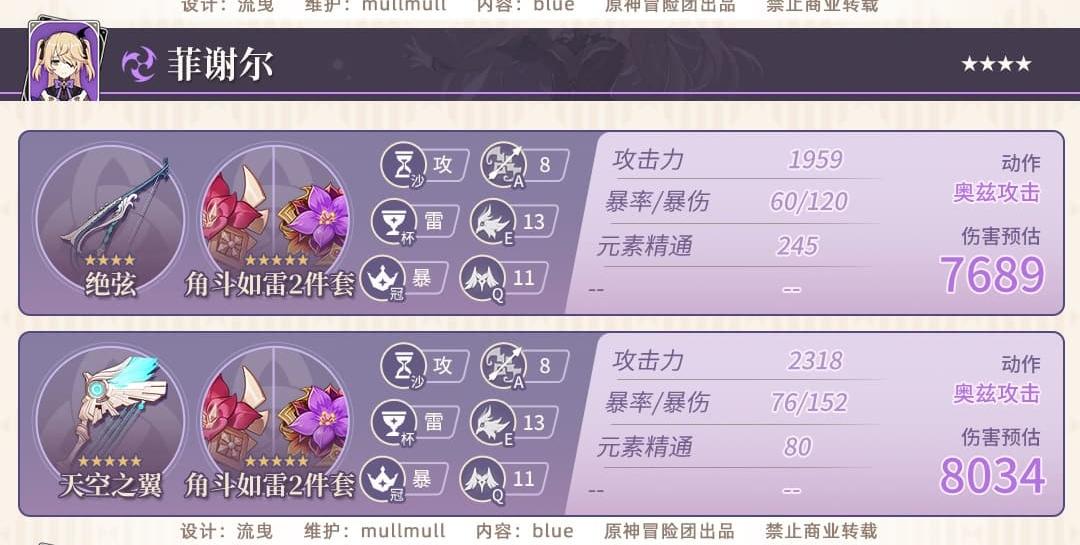 设计：流曳 维护：mullmull 内容：blue 原神冒险团出品 禁止商业转载
菲谢尔
★★★★
绝弦
角斗如雷2件套
沙 攻 A 8
杯 雷 E 13
冠 暴 Q 11
攻击力 1959
暴率/暴伤 60/120
元素精通 245
-- --
动作
奥兹攻击
伤害预估
7689
天空之翼
角斗如雷2件套
沙 攻 A 8
杯 雷 E 13
冠 暴 Q 11
攻击力 2318
暴率/暴伤 76/152
元素精通 80
-- --
动作
奥兹攻击
伤害预估
8034
设计：流曳 维护：mullmull 内容：blue 原神冒险团出品 禁止商业转载